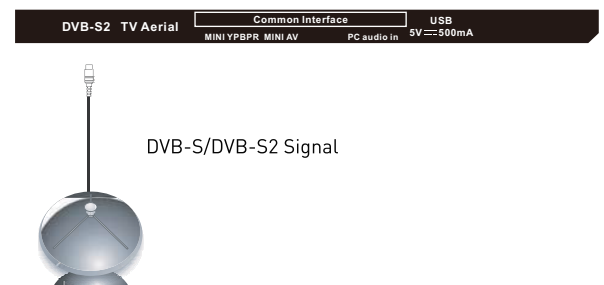 DVB-S2 TV Aerial
Common Interface
MINI YPBPR MINI AV PC audio in
USB
5V⎓500mA
DVB-S/DVB-S2 Signal